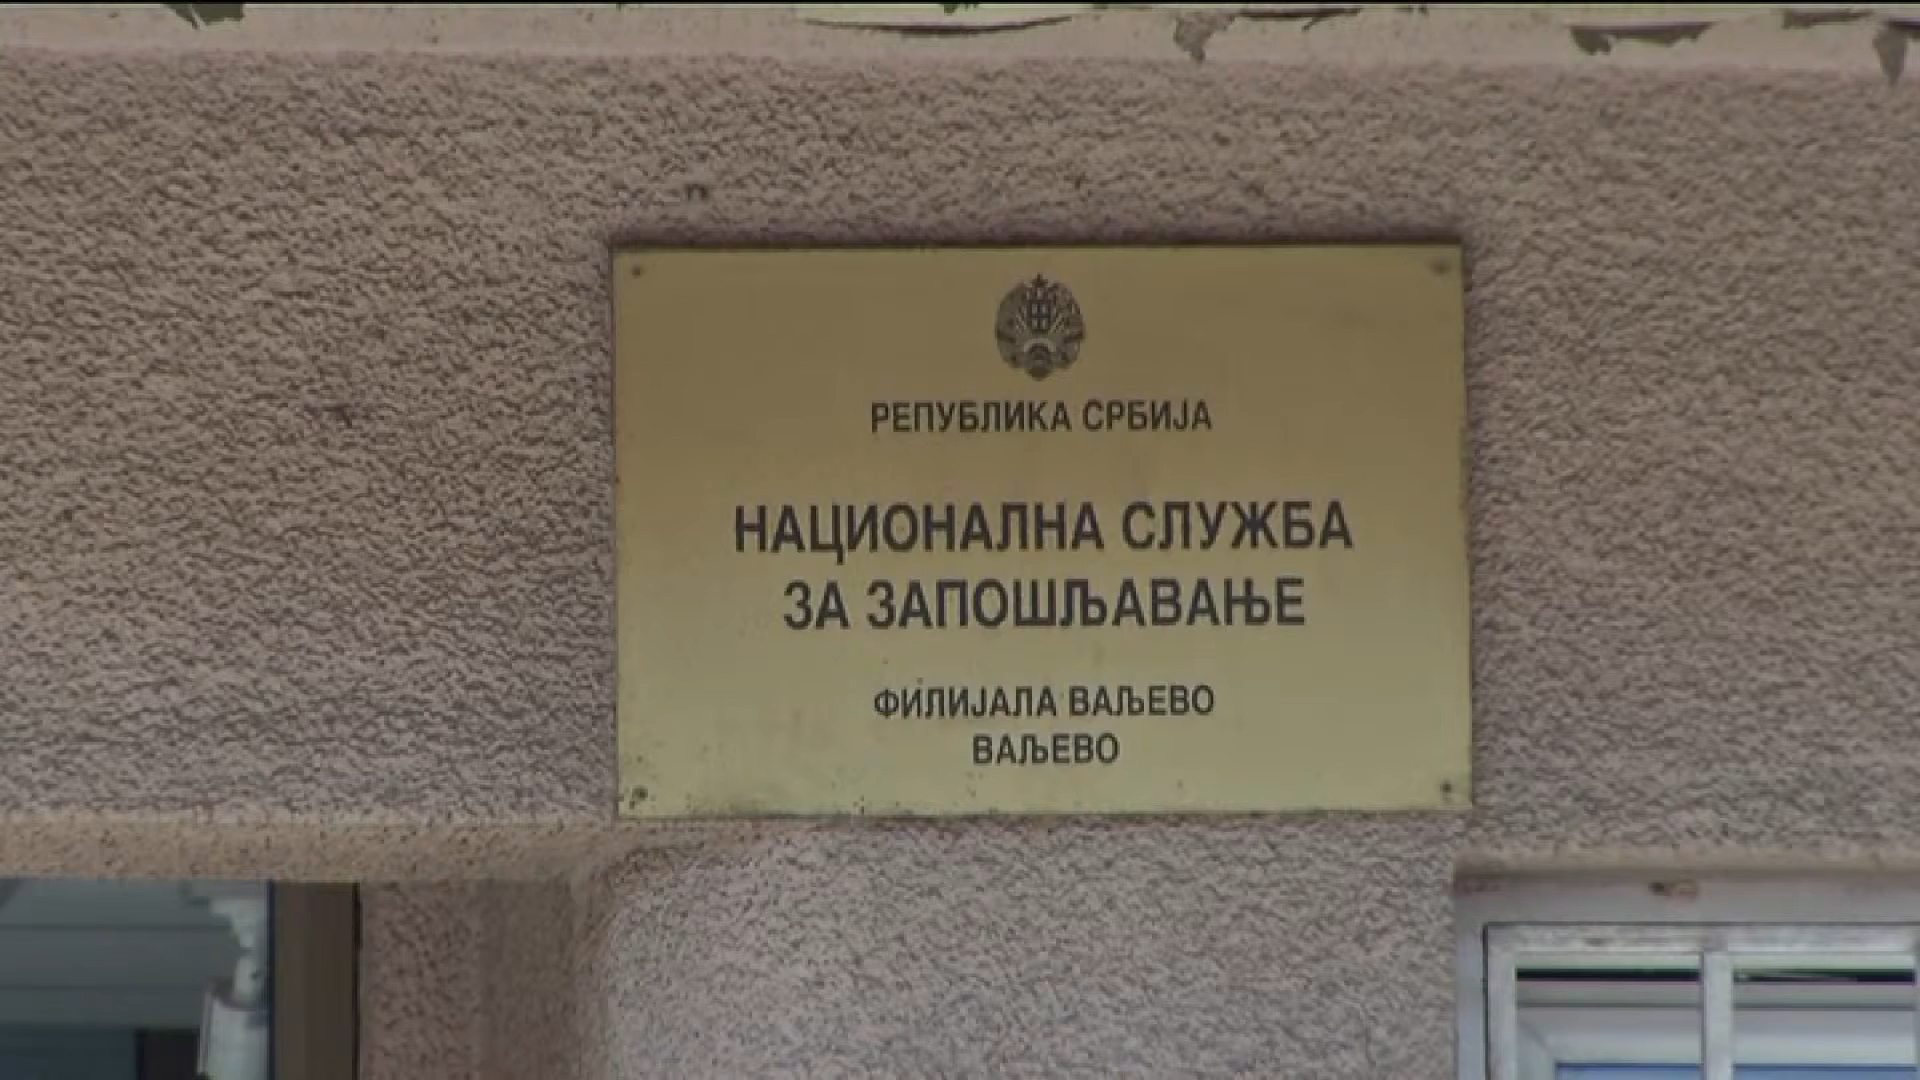 РЕПУБЛИКА СРБИЈА
НАЦИОНАЛНА СЛУЖБА
ЗА ЗАПОШЉАВАЊЕ
ФИЛИЈАЛА ВАЉЕВО
ВАЉЕВО